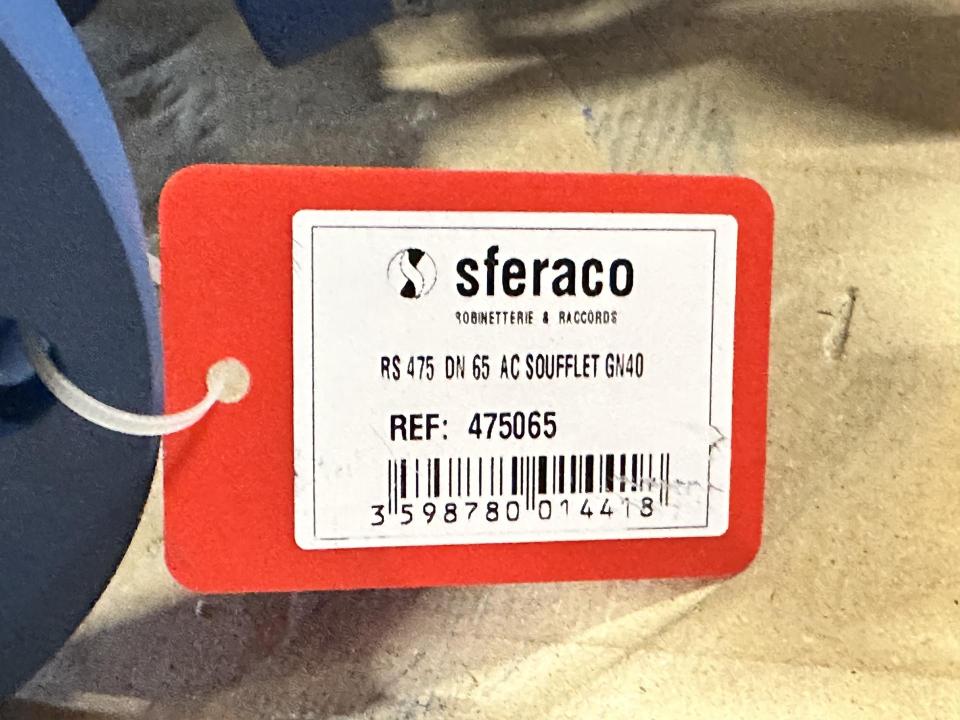 sferaco
ROBINETTERIE & RACCORDS
RS 475 DN 65 AC SOUFFLET GN40
REF: 475065
3 598780 014418